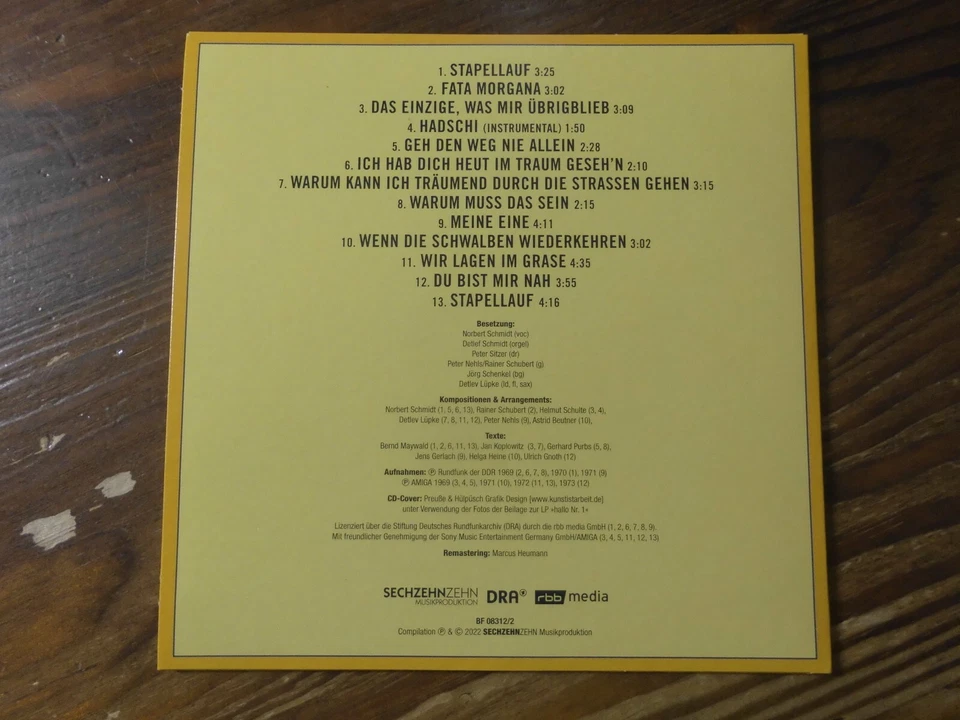 1. STAPELLAUF 3:25
2. FATA MORGANA 3:02
3. DAS EINZIGE, WAS MIR ÜBRIGBLIEB 3:09
4. HADSCHI (INSTRUMENTAL) 1:50
5. GEH DEN WEG NIE ALLEIN 2:28
6. ICH HAB DICH HEUT IM TRAUM GESEH'N 2:10
7. WARUM KANN ICH TRÄUMEND DURCH DIE STRASSEN GEHEN 3:15
8. WARUM MUSS DAS SEIN 2:15
9. MEINE EINE 4:11
10. WENN DIE SCHWALBEN WIEDERKEHREN 3:02
11. WIR LAGEN IM GRASE 4:35
12. DU BIST MIR NAH 3:55
13. STAPELLAUF 4:16
Besetzung:
Norbert Schmidt (voc)
Detlef Schmidt (orgel)
Peter Sitzer (dr)
Peter Nehls/Rainer Schubert (g)
Jörg Schenkel (bg)
Detlev Lüpke (ld, fl, sax)
Kompositionen & Arrangements:
Norbert Schmidt (1, 5, 6, 13), Rainer Schubert (2), Helmut Schulte (3, 4),
Detlev Lüpke (7, 8, 11, 12), Peter Nehls (9), Astrid Beutner (10),
Texte:
Bernd Maywald (1, 2, 6, 11, 13), Jan Koplowitz (3, 7), Gerhard Purbs (5, 8),
Jens Gerlach (9), Helga Heine (10), Ulrich Gnoth (12)
Aufnahmen: ℗ Rundfunk der DDR 1969 (2, 6, 7, 8), 1970 (1), 1971 (9)
℗ AMIGA 1969 (3, 4, 5), 1971 (10), 1972 (11, 13), 1973 (12)
CD-Cover: Preuße & Hülpüsch Grafik Design [www.kunstistarbeit.de]
unter Verwendung der Fotos der Beilage zur LP »hallo Nr. 1«
Lizenziert über die Stiftung Deutsches Rundfunkarchiv (DRA) durch die rbb media GmbH (1, 2, 6, 7, 8, 9).
Mit freundlicher Genehmigung der Sony Music Entertainment Germany GmbH/AMIGA (3, 4, 5, 11, 12, 13)
Remastering: Marcus Heumann
SECHZEHNZEHN DRA rbb media
MUSIKPRODUKTION
BF 08312/2
Compilation ℗ & © 2022 SECHZEHNZEHN Musikproduktion